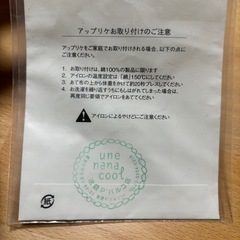 アップリケお取り付けのご注意
アップリケをご家庭でお取り付けされる場合、以下の点に
ご注意ください。
1. お取り付けは、綿100%の製品に限ります
2. アイロンの温度設定は「綿」150℃にしてください
3. あて布の上から体重をかけて約20秒プレスしてください
4. お洗濯を繰り返すうちにもしはがれてしまった場合は、
再度同じ要領でアイロンをあててください。
アイロンによるやけどにご注意ください
une
nana
cool
紙